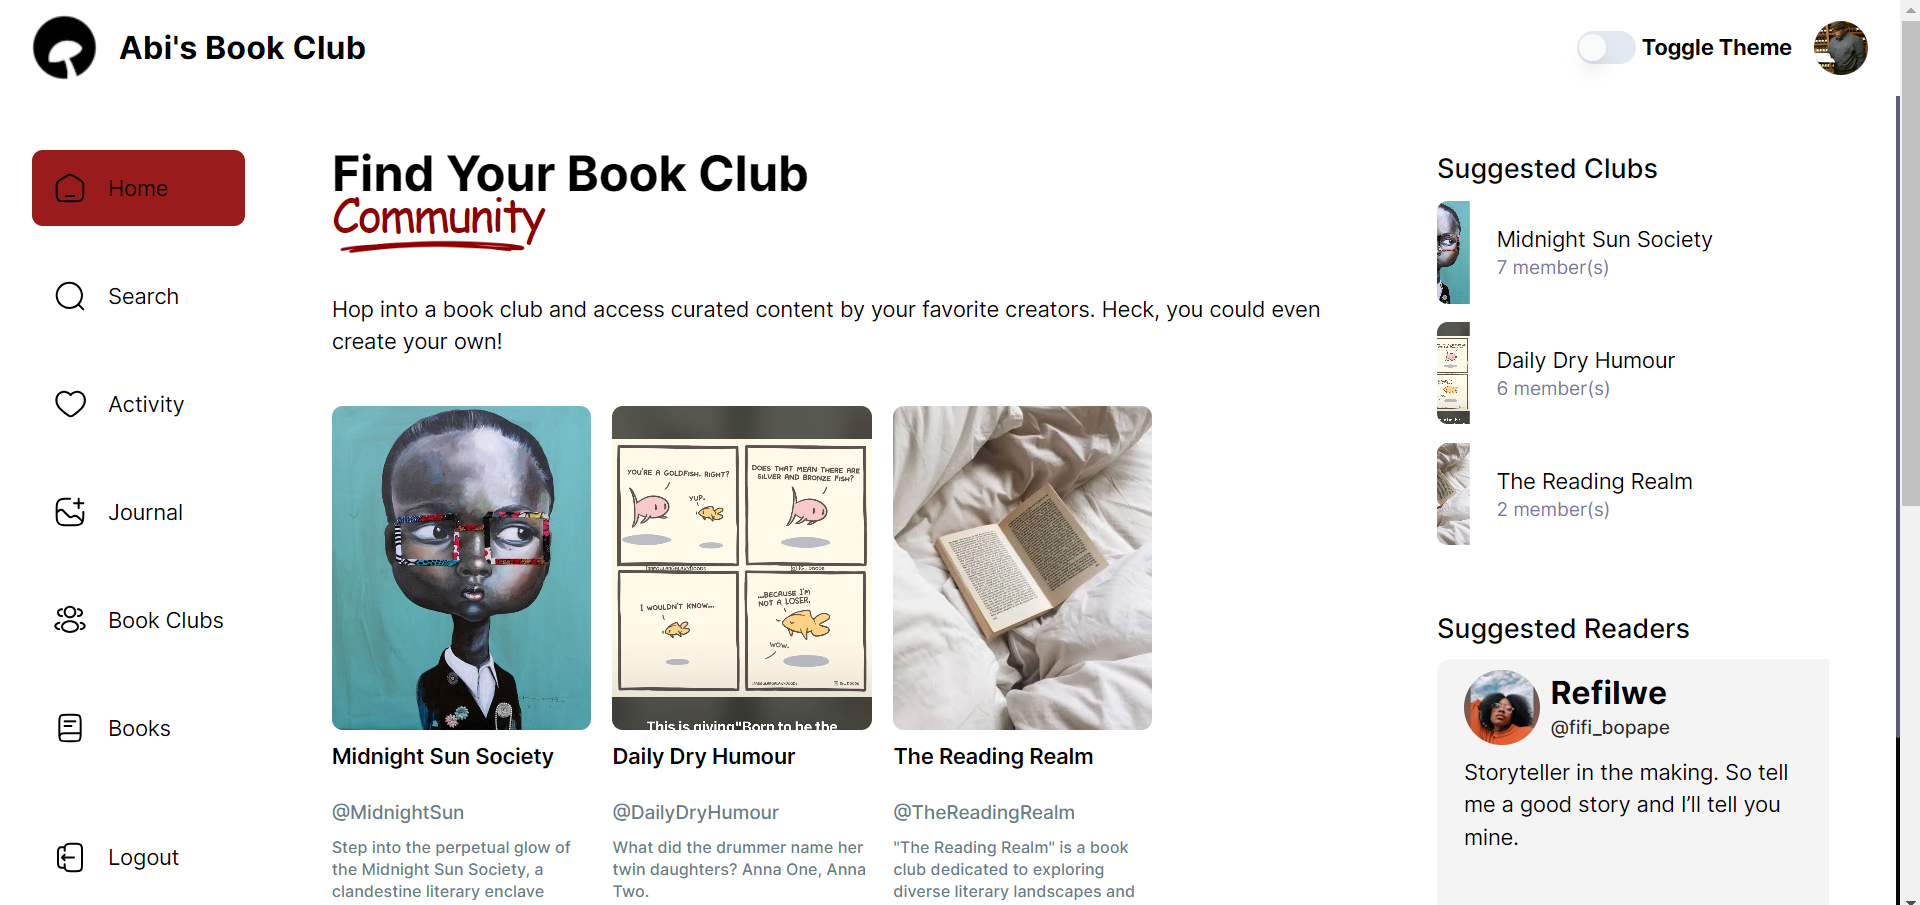 Abi's Book Club
Toggle Theme
Home
Search
Activity
Journal
Book Clubs
Books
Logout
Find Your Book Club
Community
Hop into a book club and access curated content by your favorite creators. Heck, you could even
create your own!
YOU'RE A GOLDFISH, RIGHT?
YUP.
DOES THAT MEAN THERE ARE
SILVER AND BRONZE FISH?
I WOULDN'T KNOW...
...BECAUSE I'M
NOT A LOSER.
WOW.
This is giving "Born to be the
Midnight Sun Society
@MidnightSun
Step into the perpetual glow of
the Midnight Sun Society, a
clandestine literary enclave
Daily Dry Humour
@DailyDryHumour
What did the drummer name her
twin daughters? Anna One, Anna
Two.
The Reading Realm
@TheReadingRealm
"The Reading Realm" is a book
club dedicated to exploring
diverse literary landscapes and
Suggested Clubs
Midnight Sun Society
7 member(s)
Daily Dry Humour
6 member(s)
The Reading Realm
2 member(s)
Suggested Readers
Refilwe
@fifi_bopape
Storyteller in the making. So tell
me a good story and I’ll tell you
mine.